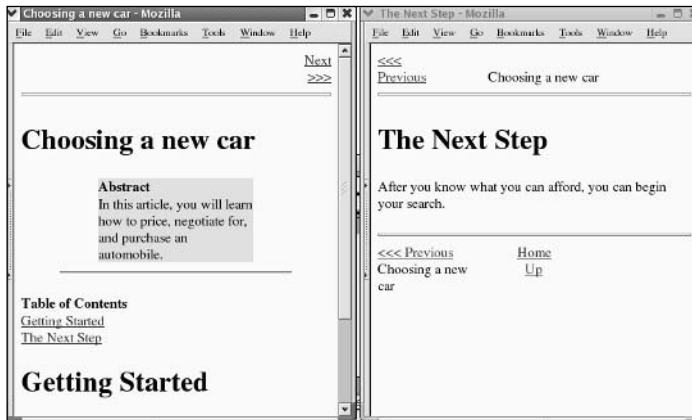 Choosing a new car - Mozilla
File Edit View Go Bookmarks Tools Window Help
Next
>>>
Choosing a new car
Abstract
In this article, you will learn
how to price, negotiate for,
and purchase an
automobile.
Table of Contents
Getting Started
The Next Step
Getting Started
The Next Step - Mozilla
File Edit View Go Bookmarks Tools Window Help
<<<
Previous Choosing a new car
The Next Step
After you know what you can afford, you can begin
your search.
<<< Previous Home
Choosing a new Up
car